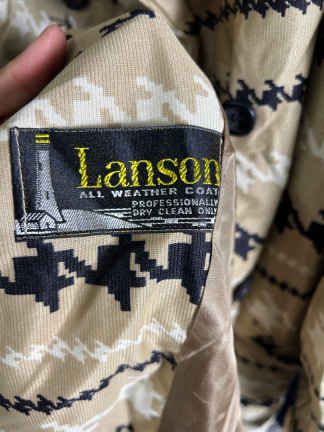 Lanson
ALL WEATHER COAT
PROFESSIONALLY
DRY CLEAN ONLY